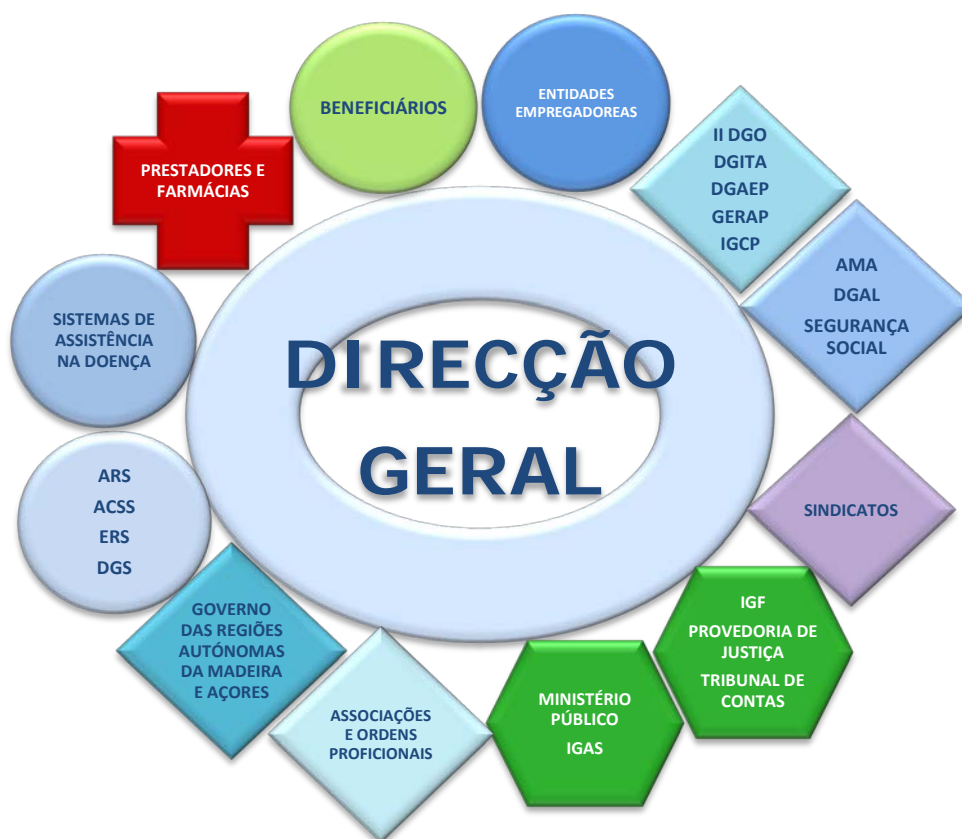 BENEFICIÁRIOS
ENTIDADES
EMPREGADOREAS
PRESTADORES E
FARMÁCIAS
II DGO
DGITA
DGAEP
GERAP
IGCP
AMA
DGAL
SEGURANÇA
SOCIAL
SISTEMAS DE
ASSISTÊNCIA
NA DOENÇA
DIRECÇÃO
GERAL
ARS
ACSS
ERS
DGS
SINDICATOS
GOVERNO
DAS REGIÕES
AUTÓNOMAS
DA MADEIRA
E AÇORES
IGF
PROVEDORIA DE
JUSTIÇA
TRIBUNAL DE
CONTAS
ASSOCIAÇÕES
E ORDENS
PROFICIONAIS
MINISTÉRIO
PÚBLICO
IGAS